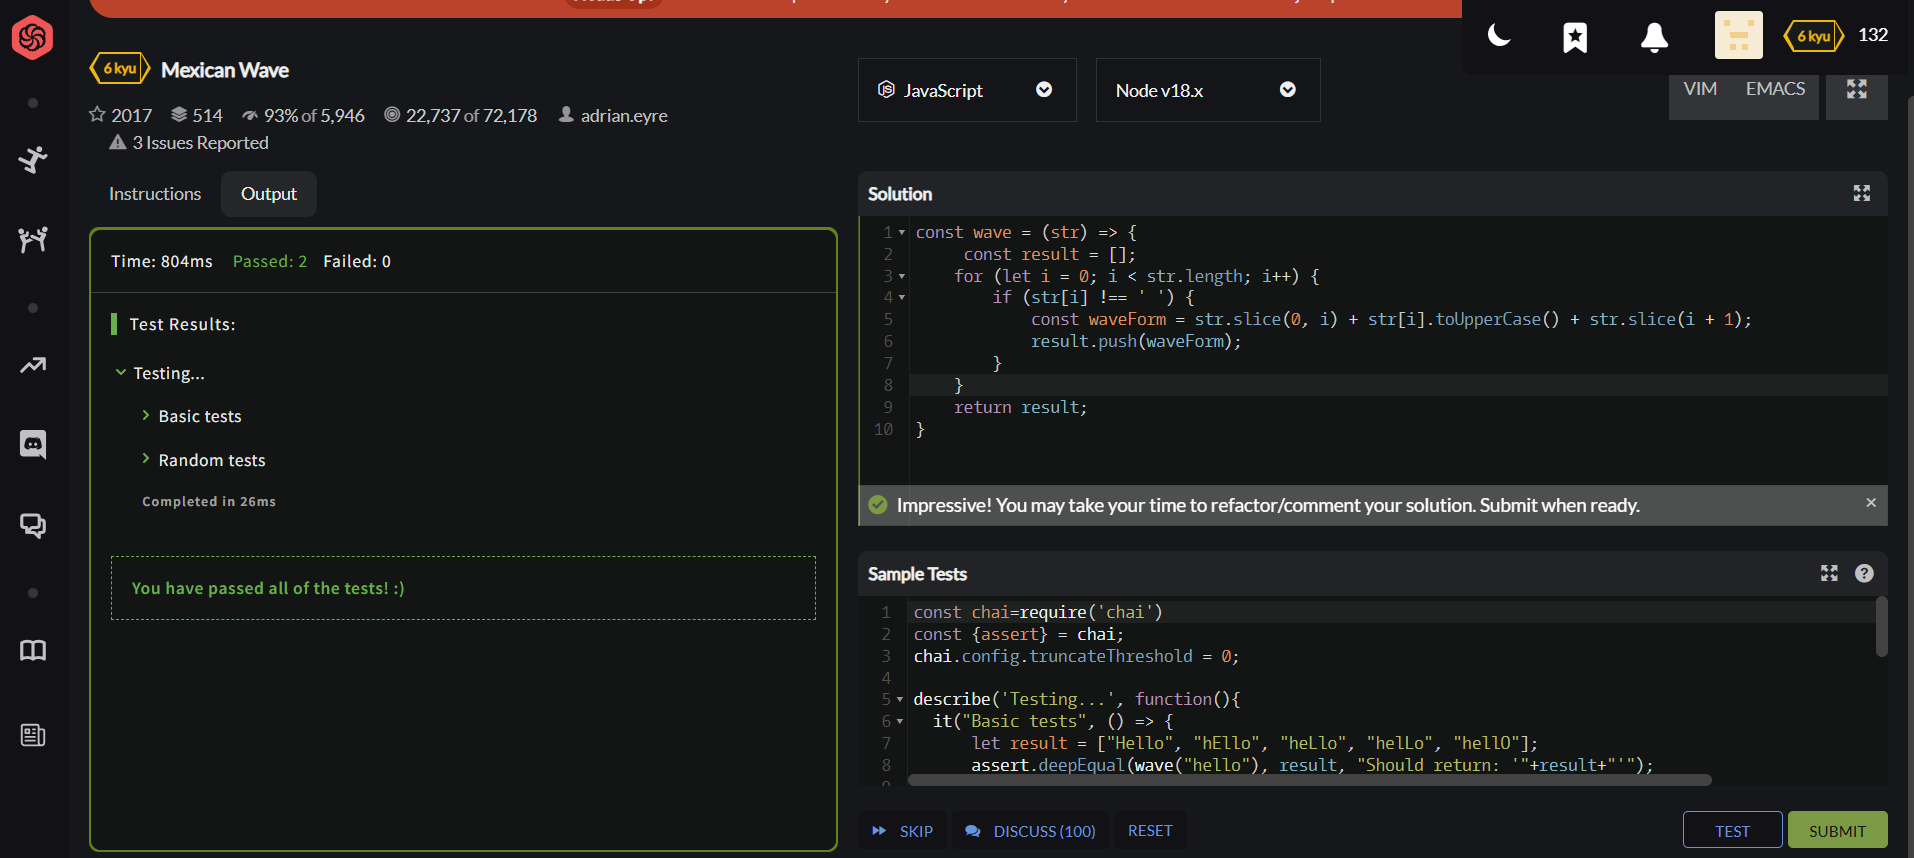 6 kyu
132
6 kyu Mexican Wave
2017 514 93% of 5,946 22,737 of 72,178 adrian.eyre
3 Issues Reported
JavaScript
Node v18.x
VIM EMACS
Instructions Output
Time: 804ms Passed: 2 Failed: 0
Test Results:
Testing...
Basic tests
Random tests
Completed in 26ms
You have passed all of the tests! :)
Solution
1 const wave = (str) => {
2 const result = [];
3 for (let i = 0; i < str.length; i++) {
4 if (str[i] !== ' ') {
5 const waveForm = str.slice(0, i) + str[i].toUpperCase() + str.slice(i + 1);
6 result.push(waveForm);
7 }
8 }
9 return result;
10 }
Impressive! You may take your time to refactor/comment your solution. Submit when ready.
Sample Tests
1 const chai=require('chai')
2 const {assert} = chai;
3 chai.config.truncateThreshold = 0;
4
5 describe('Testing...', function(){
6 it("Basic tests", () => {
7 let result = ["Hello", "hEllo", "heLlo", "helLo", "hellO"];
8 assert.deepEqual(wave("hello"), result, "Should return: '"+result+"'");
SKIP DISCUSS (100) RESET
TEST SUBMIT